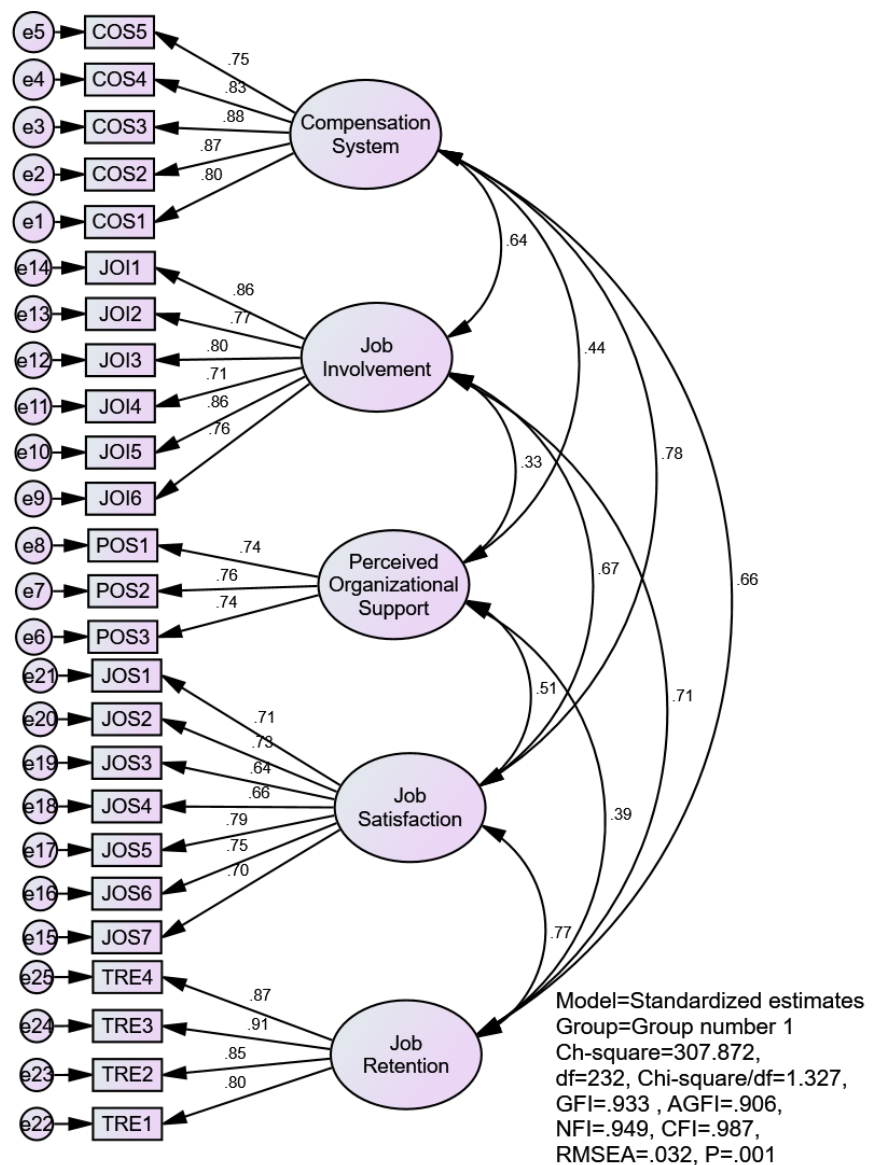 e5 COS5
.75
e4 COS4
.83
e3 COS3
.88
Compensation
System
e2 COS2
.87
e1 COS1
.80
.64
e14 JOI1
.86
e13 JOI2
.77
e12 JOI3
.80
Job
Involvement
.44
e11 JOI4
.71
e10 JOI5
.86
e9 JOI6
.76
.33
.78
e8 POS1
.74
e7 POS2
.76
Perceived
Organizational
Support
.67
.66
e6 POS3
.74
e21 JOS1
.71
.51
.71
e20 JOS2
.73
e19 JOS3
.64
e18 JOS4
.66
Job
Satisfaction
.39
e17 JOS5
.79
e16 JOS6
.75
e15 JOS7
.70
.77
e25 TRE4
.87
e24 TRE3
.91
Job
Retention
e23 TRE2
.85
e22 TRE1
.80
Model=Standardized estimates
Group=Group number 1
Ch-square=307.872,
df=232, Chi-square/df=1.327,
GFI=.933 , AGFI=.906,
NFI=.949, CFI=.987,
RMSEA=.032, P=.001